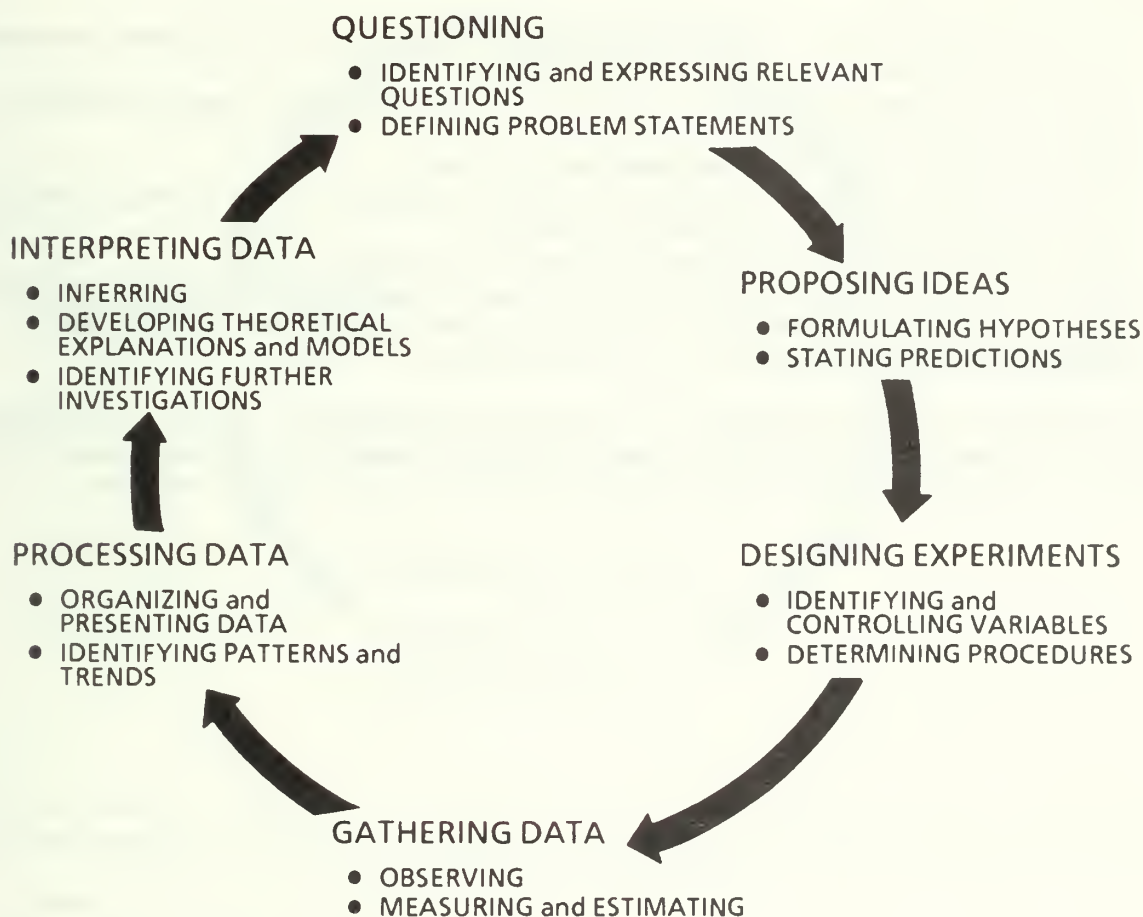 QUESTIONING
● IDENTIFYING and EXPRESSING RELEVANT
QUESTIONS
● DEFINING PROBLEM STATEMENTS
PROPOSING IDEAS
● FORMULATING HYPOTHESES
● STATING PREDICTIONS
DESIGNING EXPERIMENTS
● IDENTIFYING and
CONTROLLING VARIABLES
● DETERMINING PROCEDURES
GATHERING DATA
● OBSERVING
● MEASURING and ESTIMATING
PROCESSING DATA
● ORGANIZING and
PRESENTING DATA
● IDENTIFYING PATTERNS and
TRENDS
INTERPRETING DATA
● INFERRING
● DEVELOPING THEORETICAL
EXPLANATIONS and MODELS
● IDENTIFYING FURTHER
INVESTIGATIONS